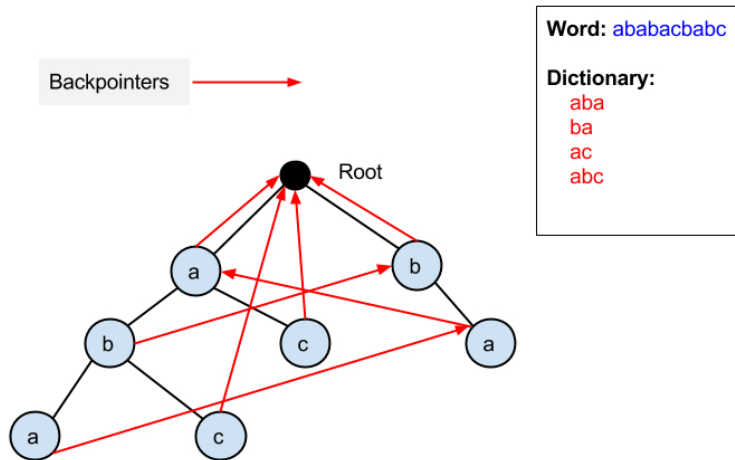 Word: ababacbabc
Dictionary:
aba
ba
ac
abc
Backpointers
Root
a
b
b
c
a
a
c